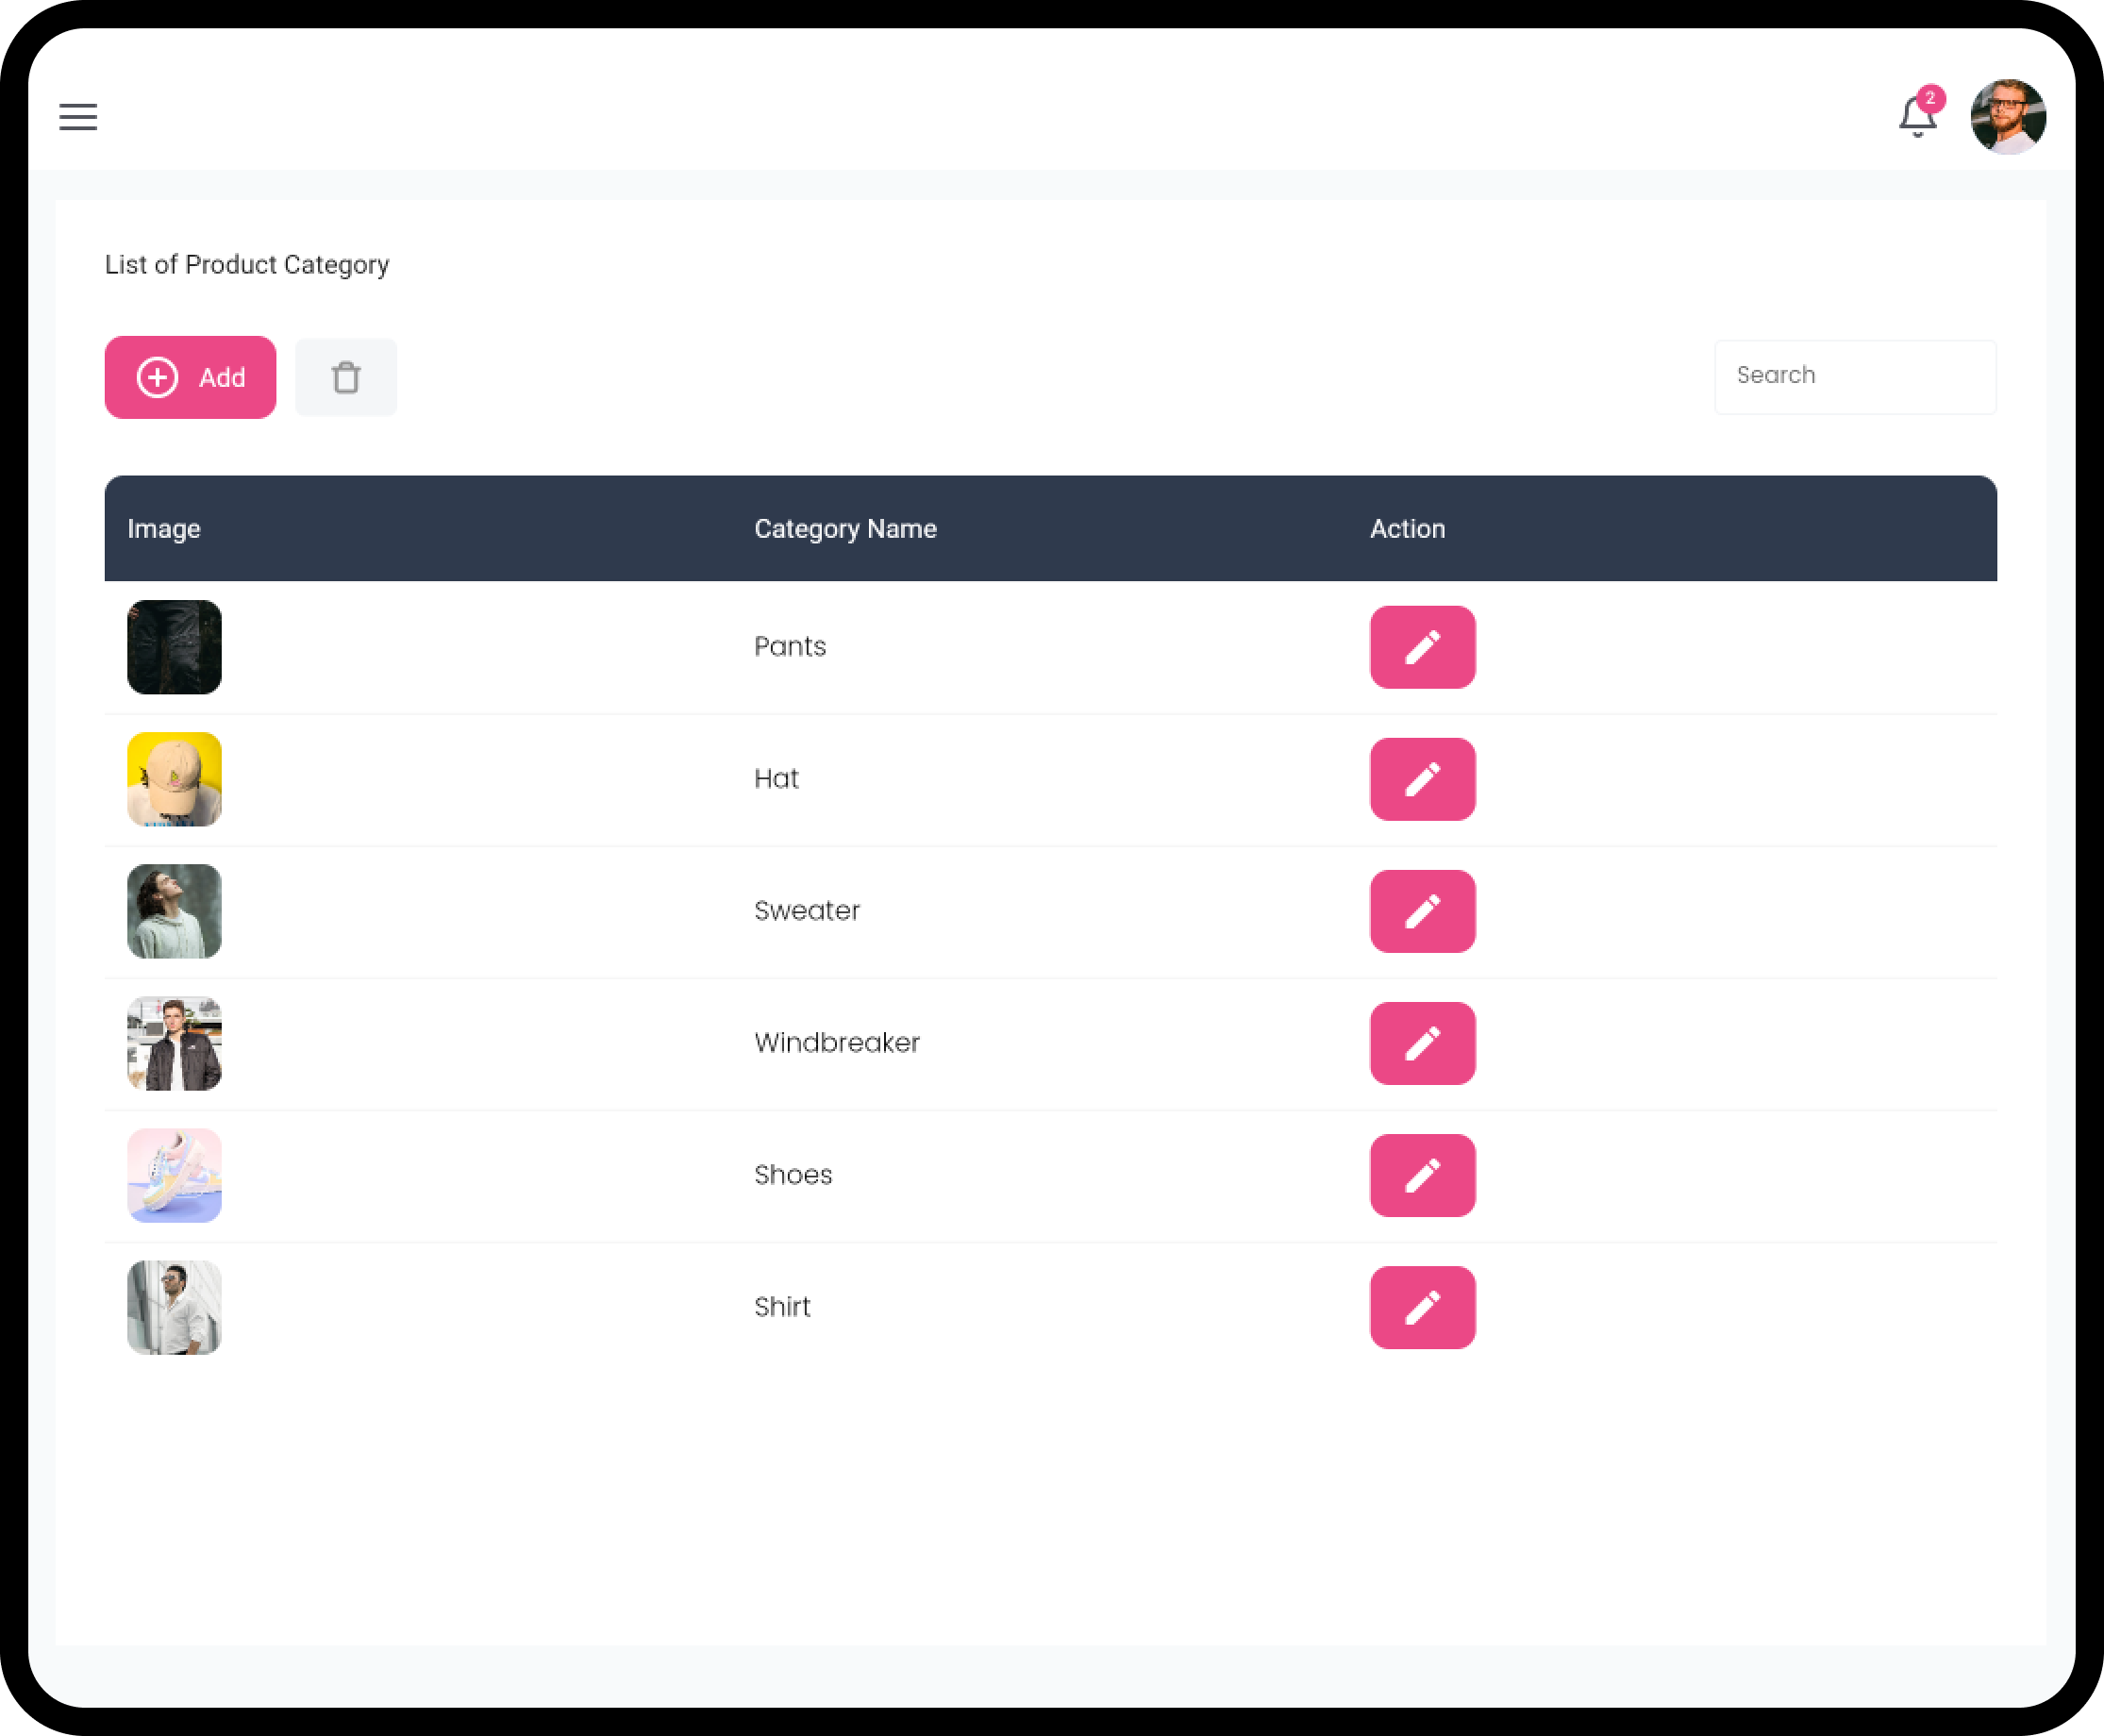 2
List of Product Category
Add
Search
Image Category Name Action
Pants
Hat
Sweater
Windbreaker
Shoes
Shirt